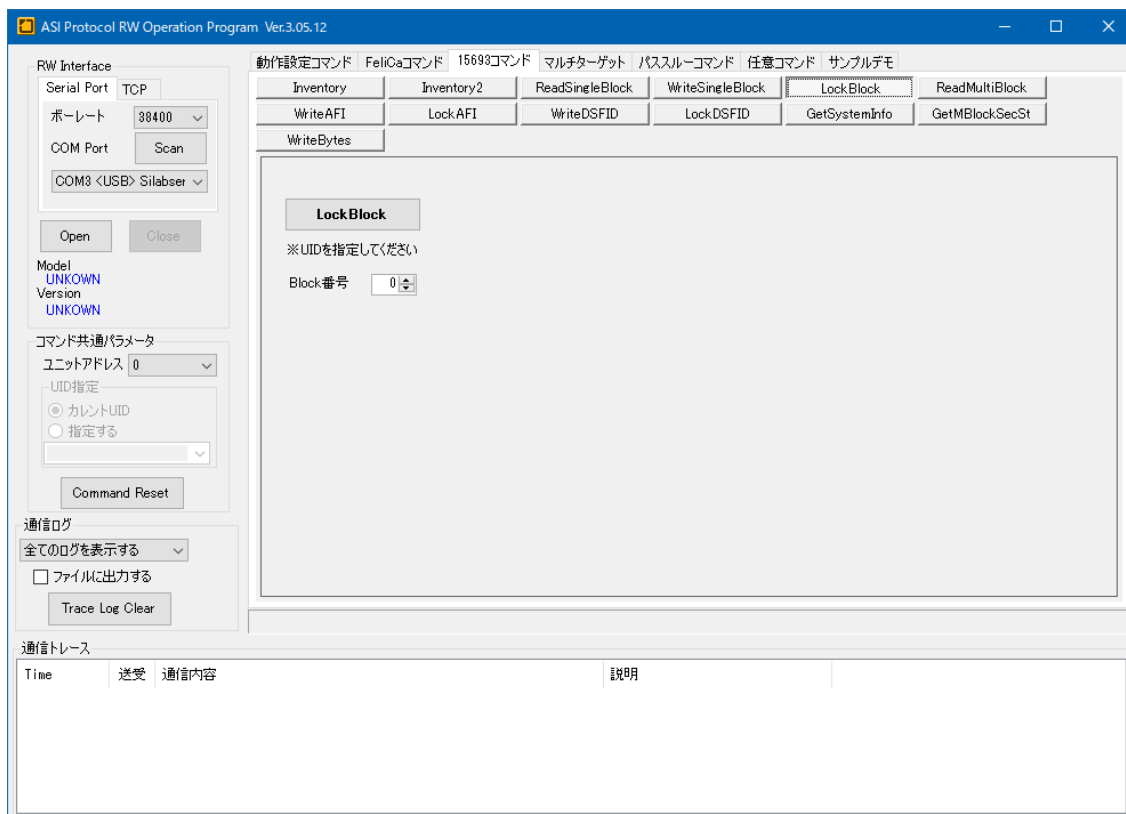 ASI Protocol RW Operation Program Ver.3.05.12
RW Interface
Serial Port TCP
ボーレート 38400
COM Port Scan
COM3 <USB> Silabser
Open Close
Model
UNKOWN
Version
UNKOWN
コマンド共通パラメータ
ユニットアドレス 0
UID指定
カレントUID
指定する
Command Reset
通信ログ
全てのログを表示する
ファイルに出力する
Trace Log Clear
動作設定コマンド FeliCaコマンド 15693コマンド マルチターゲット パススルーコマンド 任意コマンド サンプルデモ
Inventory Inventory2 ReadSingleBlock WriteSingleBlock LockBlock ReadMultiBlock
WriteAFI LockAFI WriteDSFID LockDSFID GetSystemInfo GetMBlockSecSt
WriteBytes
LockBlock
※UIDを指定してください
Block番号 0
通信トレース
Time 送受 通信内容 説明